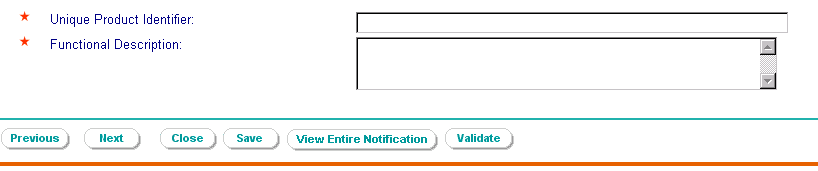 Unique Product Identifier:
Functional Description:
Previous Next Close Save View Entire Notification Validate